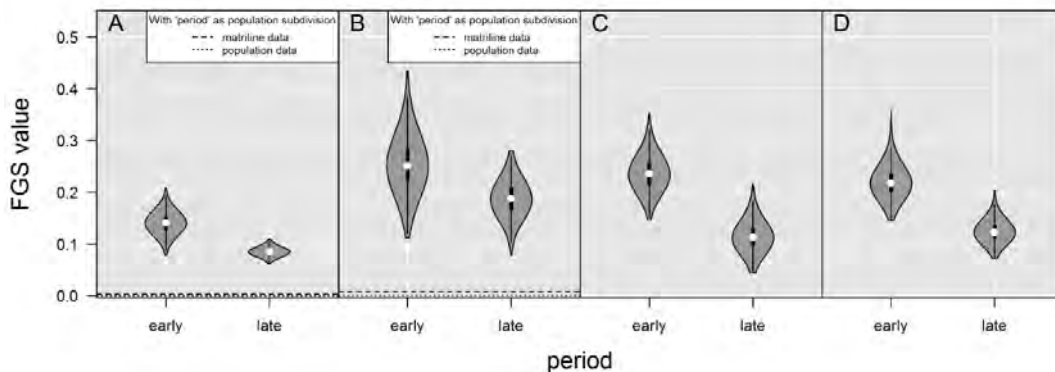 A
With 'period' as population subdivision
matriline data
population data
B
With 'period' as population subdivision
matriline data
population data
C
D
FGS value
0.5
0.4
0.3
0.2
0.1
0.0
early
late
early
late
early
late
early
late
period